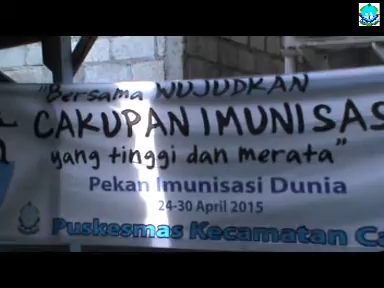 "Bersama WUJUDKAN
CAKUPAN IMUNISAS
yang tinggi dan merata"
Pekan Imunisasi Dunia
24-30 April 2015
Puskesmas Kecamatan Ca